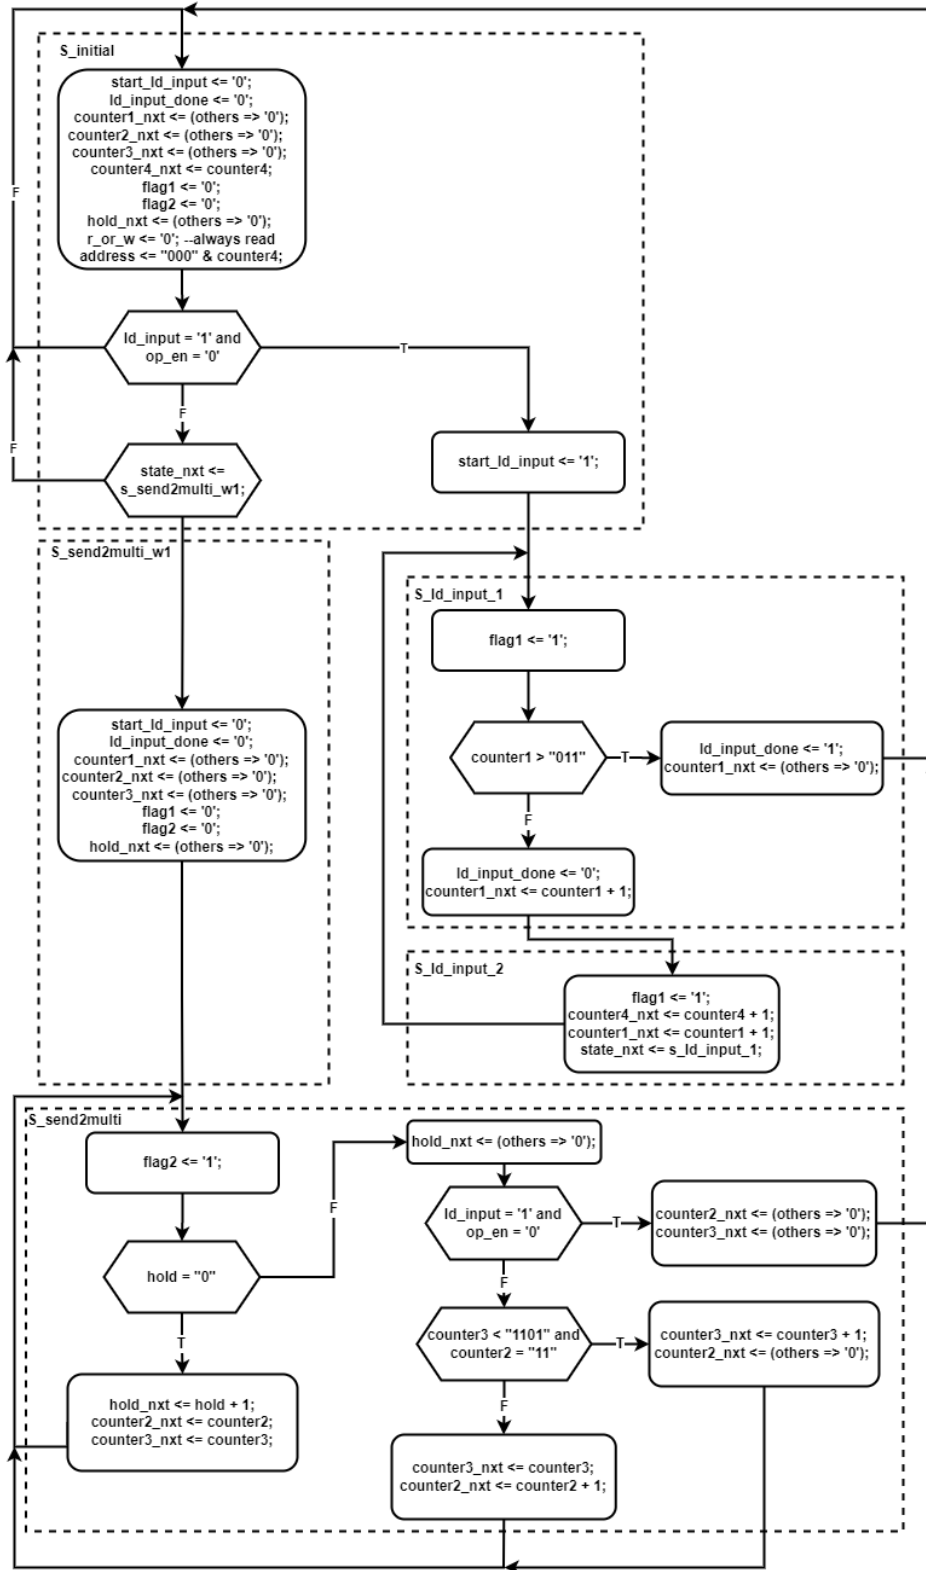 S_initial
start_ld_input <= '0';
ld_input_done <= '0';
counter1_nxt <= (others => '0');
counter2_nxt <= (others => '0');
counter3_nxt <= (others => '0');
counter4_nxt <= counter4;
flag1 <= '0';
flag2 <= '0';
hold_nxt <= (others => '0');
r_or_w <= '0'; --always read
address <= "000" & counter4;
F
ld_input = '1' and
op_en = '0'
T
F
F
state_nxt <=
s_send2multi_w1;
start_ld_input <= '1';
S_send2multi_w1
start_ld_input <= '0';
ld_input_done <= '0';
counter1_nxt <= (others => '0');
counter2_nxt <= (others => '0');
counter3_nxt <= (others => '0');
flag1 <= '0';
flag2 <= '0';
hold_nxt <= (others => '0');
S_ld_input_1
flag1 <= '1';
counter1 > "011"
T
ld_input_done <= '1';
counter1_nxt <= (others => '0');
F
ld_input_done <= '0';
counter1_nxt <= counter1 + 1;
S_ld_input_2
flag1 <= '1';
counter4_nxt <= counter4 + 1;
counter1_nxt <= counter1 + 1;
state_nxt <= s_ld_input_1;
S_send2multi
flag2 <= '1';
hold = "0"
F
T
hold_nxt <= hold + 1;
counter2_nxt <= counter2;
counter3_nxt <= counter3;
hold_nxt <= (others => '0');
ld_input = '1' and
op_en = '0'
T
counter2_nxt <= (others => '0');
counter3_nxt <= (others => '0');
F
counter3 < "1101" and
counter2 = "11"
T
counter3_nxt <= counter3 + 1;
counter2_nxt <= (others => '0');
F
counter3_nxt <= counter3;
counter2_nxt <= counter2 + 1;